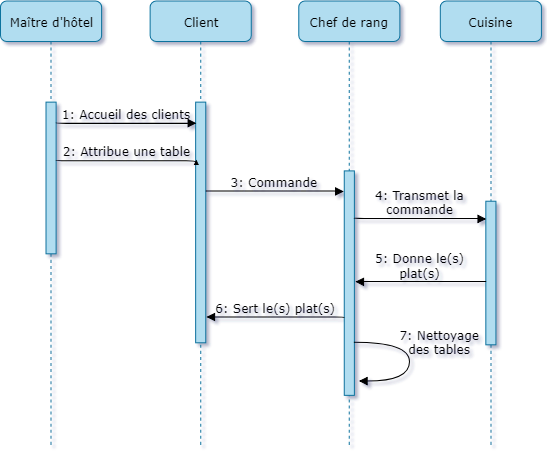 Maître d'hôtel
Client
Chef de rang
Cuisine
1: Accueil des clients
2: Attribue une table
3: Commande
4: Transmet la
commande
5: Donne le(s)
plat(s)
6: Sert le(s) plat(s)
7: Nettoyage
des tables